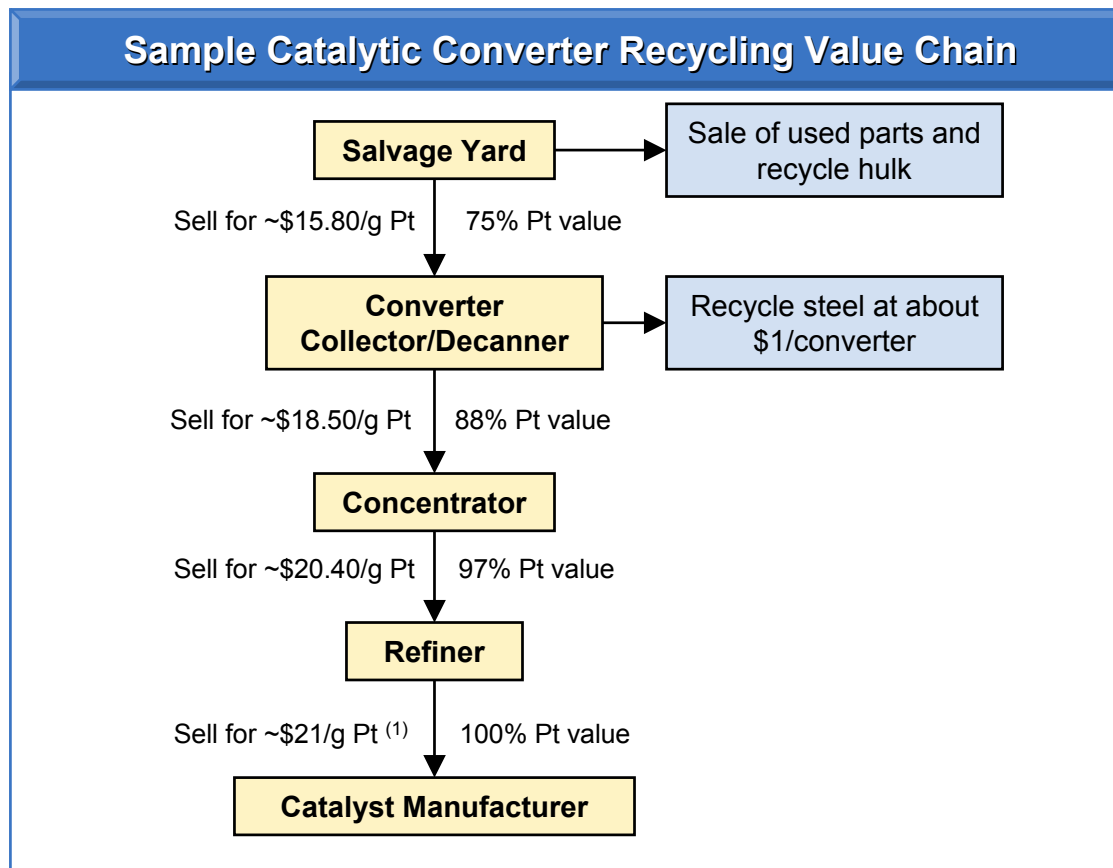 Sample Catalytic Converter Recycling Value Chain
Salvage Yard
Sale of used parts and
recycle hulk
Sell for ~$15.80/g Pt
75% Pt value
Converter
Collector/Decanner
Recycle steel at about
$1/converter
Sell for ~$18.50/g Pt
88% Pt value
Concentrator
Sell for ~$20.40/g Pt
97% Pt value
Refiner
Sell for ~$21/g Pt (1)
100% Pt value
Catalyst Manufacturer